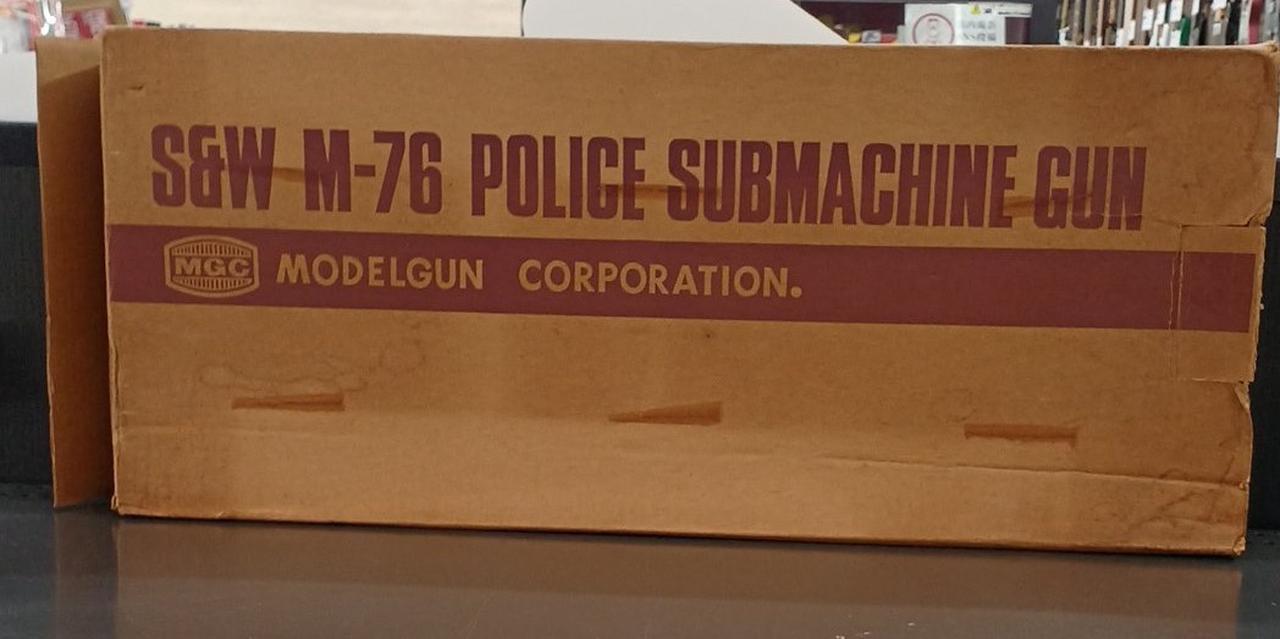 S&W M-76 POLICE SUBMACHINE GUN
MGC MODELGUN CORPORATION.